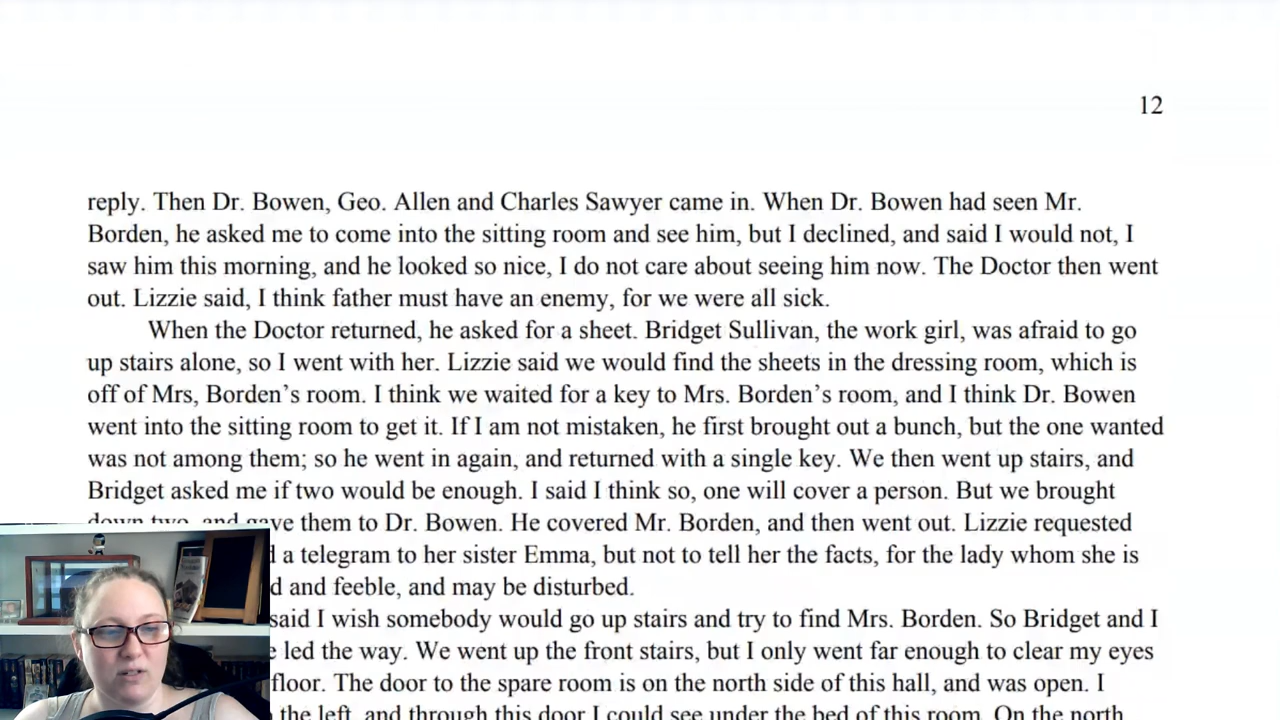 12
reply. Then Dr. Bowen, Geo. Allen and Charles Sawyer came in. When Dr. Bowen had seen Mr.
Borden, he asked me to come into the sitting room and see him, but I declined, and said I would not, I
saw him this morning, and he looked so nice, I do not care about seeing him now. The Doctor then went
out. Lizzie said, I think father must have an enemy, for we were all sick.
When the Doctor returned, he asked for a sheet. Bridget Sullivan, the work girl, was afraid to go
up stairs alone, so I went with her. Lizzie said we would find the sheets in the dressing room, which is
off of Mrs, Borden’s room. I think we waited for a key to Mrs. Borden’s room, and I think Dr. Bowen
went into the sitting room to get it. If I am not mistaken, he first brought out a bunch, but the one wanted
was not among them; so he went in again, and returned with a single key. We then went up stairs, and
Bridget asked me if two would be enough. I said I think so, one will cover a person. But we brought
down two, and gave them to Dr. Bowen. He covered Mr. Borden, and then went out. Lizzie requested
a telegram to her sister Emma, but not to tell her the facts, for the lady whom she is
and feeble, and may be disturbed.
said I wish somebody would go up stairs and try to find Mrs. Borden. So Bridget and I
led the way. We went up the front stairs, but I only went far enough to clear my eyes
floor. The door to the spare room is on the north side of this hall, and was open. I
the left, and through this door I could see under the bed of this room. On the north